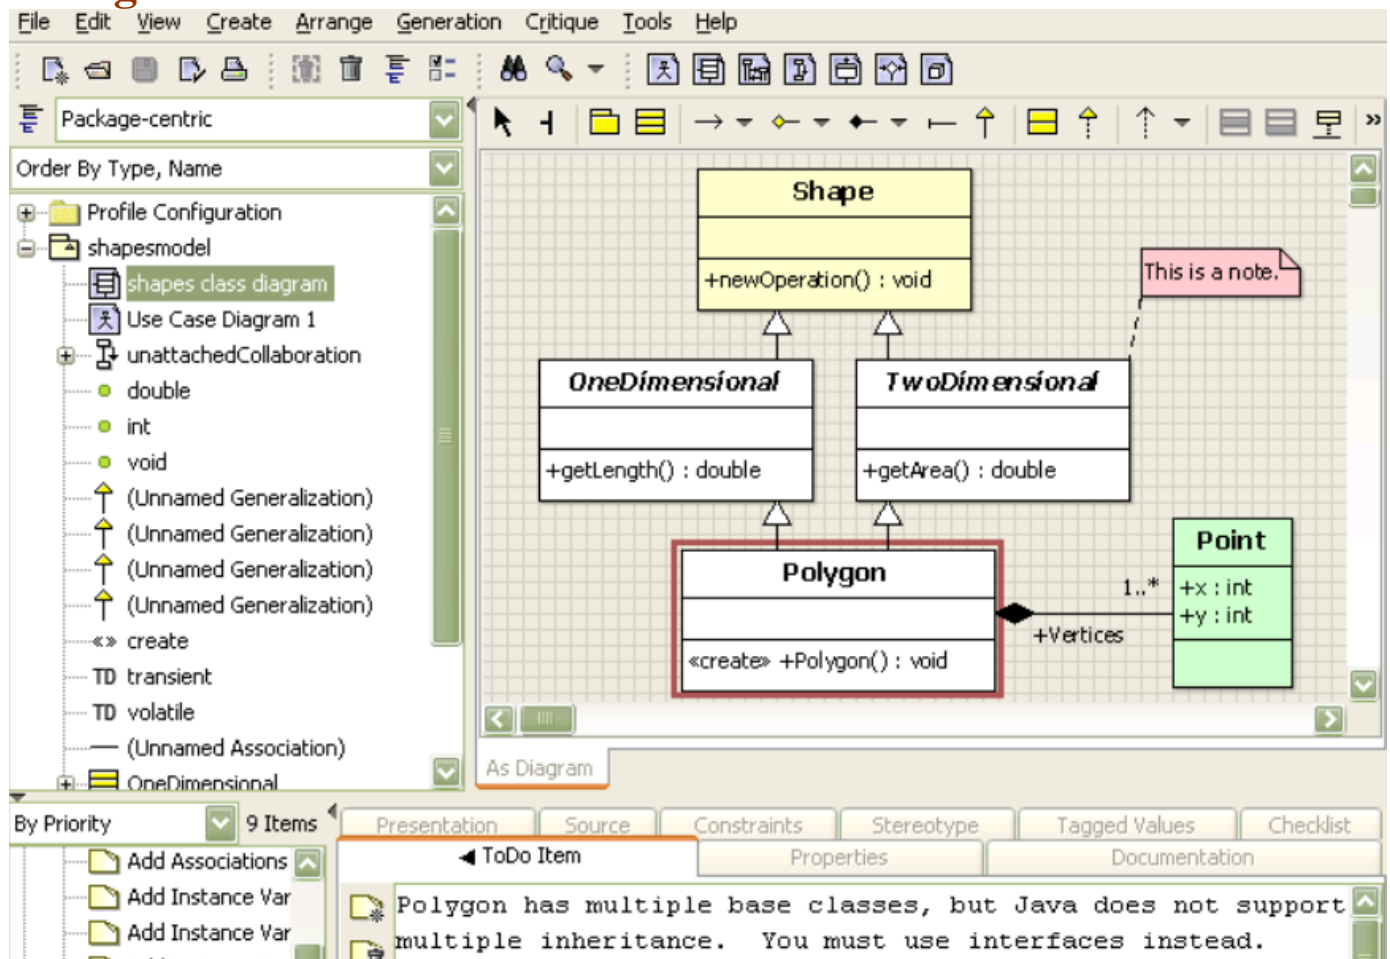 File Edit View Create Arrange Generation Critique Tools Help
Package-centric
Order By Type, Name
Profile Configuration
shapesmodel
shapes class diagram
Use Case Diagram 1
unattachedCollaboration
double
int
void
(Unnamed Generalization)
(Unnamed Generalization)
(Unnamed Generalization)
(Unnamed Generalization)
«» create
TD transient
TD volatile
(Unnamed Association)
OneDimensional
Shape
+newOperation() : void
This is a note.
OneDimensional
+getLength() : double
TwoDimensional
+getArea() : double
Polygon
«create» +Polygon() : void
1..*
+Vertices
Point
+x : int
+y : int
As Diagram
By Priority
9 Items
Add Associations
Add Instance Var
Add Instance Var
Presentation Source Constraints Stereotype Tagged Values Checklist
ToDo Item Properties Documentation
Polygon has multiple base classes, but Java does not support
multiple inheritance. You must use interfaces instead.